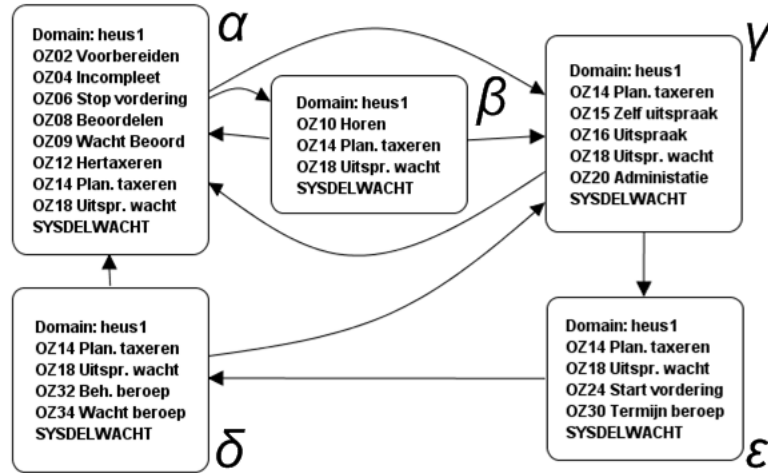 α
Domain: heus1
OZ02 Voorbereiden
OZ04 Incompleet
OZ06 Stop vordering
OZ08 Beoordelen
OZ09 Wacht Beoord
OZ12 Hertaxeren
OZ14 Plan. taxeren
OZ18 Uitspr. wacht
SYSDELWACHT
β
Domain: heus1
OZ10 Horen
OZ14 Plan. taxeren
OZ18 Uitspr. wacht
SYSDELWACHT
γ
Domain: heus1
OZ14 Plan. taxeren
OZ15 Zelf uitspraak
OZ16 Uitspraak
OZ18 Uitspr. wacht
OZ20 Administatie
SYSDELWACHT
Domain: heus1
OZ14 Plan. taxeren
OZ18 Uitspr. wacht
OZ32 Beh. beroep
OZ34 Wacht beroep
SYSDELWACHT
δ
Domain: heus1
OZ14 Plan. taxeren
OZ18 Uitspr. wacht
OZ24 Start vordering
OZ30 Termijn beroep
SYSDELWACHT
ε